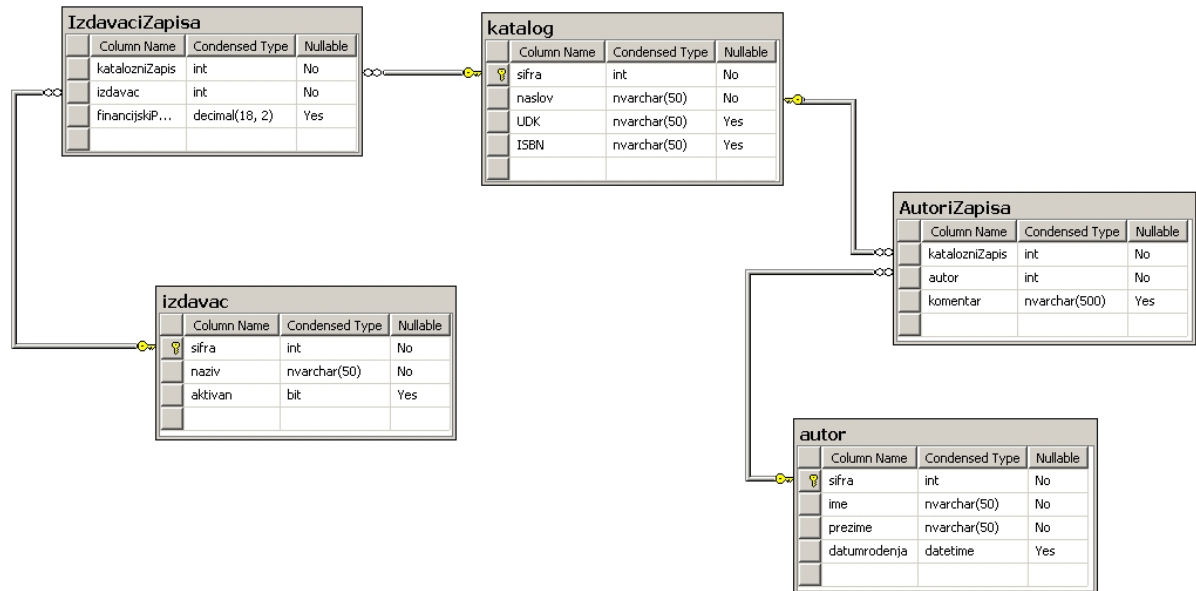 IzdavaciZapisa
Column Name Condensed Type Nullable
katalozniZapis int No
izdavac int No
financijskiP... decimal(18, 2) Yes
katalog
Column Name Condensed Type Nullable
sifra int No
naslov nvarchar(50) No
UDK nvarchar(50) Yes
ISBN nvarchar(50) Yes
AutoriZapisa
Column Name Condensed Type Nullable
katalozniZapis int No
autor int No
komentar nvarchar(500) Yes
izdavac
Column Name Condensed Type Nullable
sifra int No
naziv nvarchar(50) No
aktivan bit Yes
autor
Column Name Condensed Type Nullable
sifra int No
ime nvarchar(50) No
prezime nvarchar(50) No
datumrodenja datetime Yes